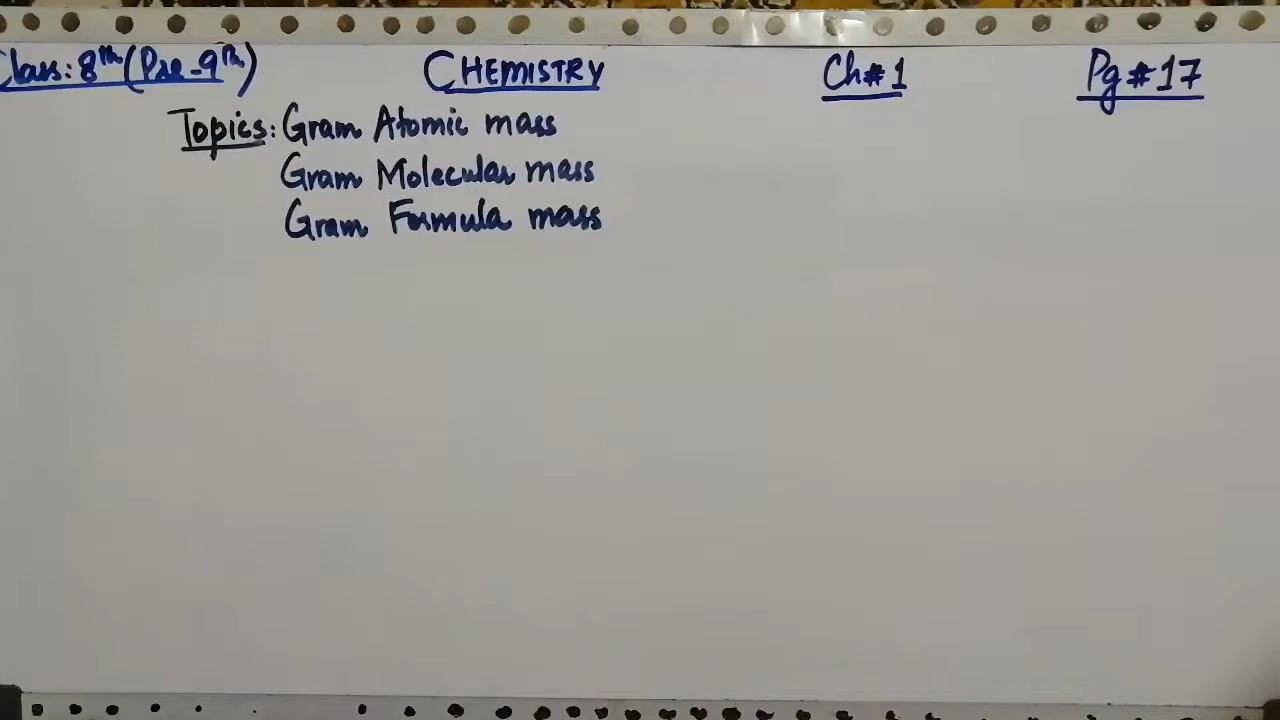 Class: 8th (Pre-9th) CHEMISTRY Ch#1 Pg#17
Topics: Gram Atomic mass
Gram Molecular mass
Gram Formula mass